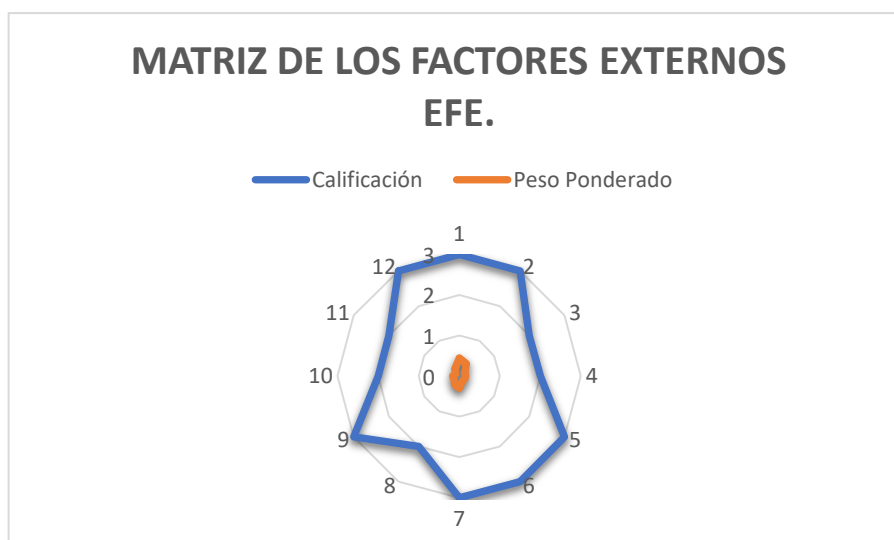 MATRIZ DE LOS FACTORES EXTERNOS
EFE.
Calificación Peso Ponderado
1
12 3 2
11 2 3
1
10 0 4
9 5
8 6
7